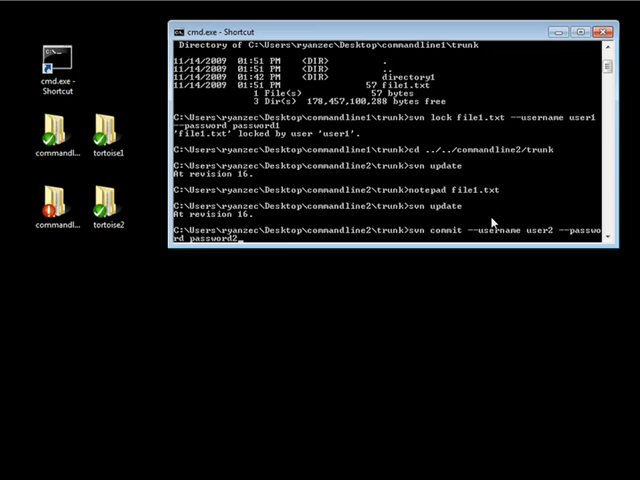 cmd.exe - Shortcut
Directory of C:\Users\ryanzec\Desktop\commandline1\trunk
11/14/2009  01:51 PM    <DIR>          .
11/14/2009  01:51 PM    <DIR>          ..
11/14/2009  01:42 PM    <DIR>          directory1
11/14/2009  01:51 PM                57 file1.txt
1 File(s)             57 bytes
3 Dir(s)  178,457,100,288 bytes free
C:\Users\ryanzec\Desktop\commandline1\trunk>svn lock file1.txt --username user1
--password password1
'file1.txt' locked by user 'user1'.
C:\Users\ryanzec\Desktop\commandline1\trunk>cd ../../commandline2/trunk
C:\Users\ryanzec\Desktop\commandline2\trunk>svn update
At revision 16.
C:\Users\ryanzec\Desktop\commandline2\trunk>notepad file1.txt
C:\Users\ryanzec\Desktop\commandline2\trunk>svn update
At revision 16.
C:\Users\ryanzec\Desktop\commandline2\trunk>svn commit --username user2 --passwo
rd password2
cmd.exe -
Shortcut
commandl...
tortoise1
commandl...
tortoise2